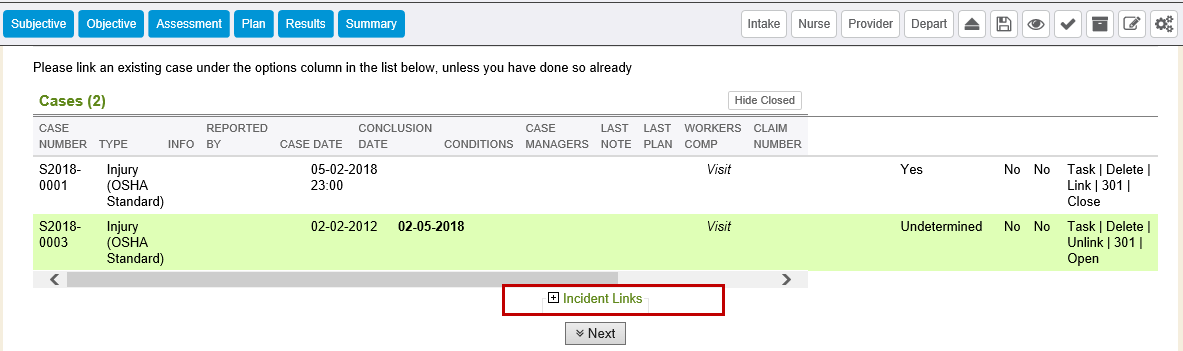 Subjective Objective Assessment Plan Results Summary Intake Nurse Provider Depart
Please link an existing case under the options column in the list below, unless you have done so already
Cases (2) Hide Closed
CASE REPORTED CONCLUSION CASE LAST LAST WORKERS CLAIM
NUMBER TYPE INFO BY CASE DATE DATE CONDITIONS MANAGERS NOTE PLAN COMP NUMBER
S2018- Injury 05-02-2018 Visit Yes No No Task | Delete |
0001 (OSHA 23:00 Link | 301 |
Standard) Close
S2018- Injury 02-02-2012 02-05-2018 Visit Undetermined No No Task | Delete |
0003 (OSHA Unlink | 301 |
Standard) Open
Incident Links
Next